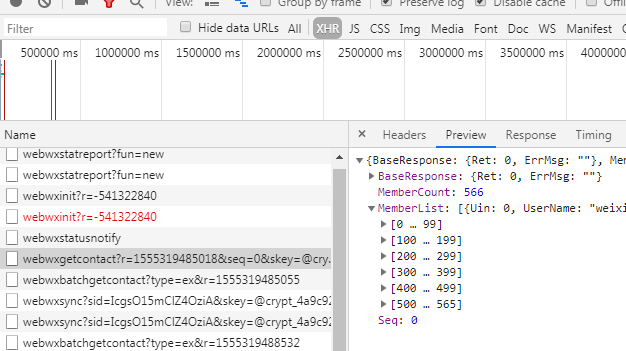 Group by frame Preserve log Disable cache Offli
Filter Hide data URLs All XHR JS CSS Img Media Font Doc WS Manifest
500000 ms 1000000 ms 1500000 ms 2000000 ms 2500000 ms 3000000 ms 3500000 ms 4000000
Name
webwxstatreport?fun=new
webwxstatreport?fun=new
webwxinit?r=-541322840
webwxinit?r=-541322840
webwxstatusnotify
webwxgetcontact?r=1555319485018&seq=0&skey=@cry.
webwxbatchgetcontact?type=ex&r=1555319485055
webwxsync?sid=IcgsO15mClZ4OziA&skey=@crypt_4a9c92
webwxsync?sid=IcgsO15mClZ4OziA&skey=@crypt_4a9c92
webwxbatchgetcontact?type=ex&r=1555319488532
× Headers Preview Response Timing
{BaseResponse: {Ret: 0, ErrMsg: ""}, Mem
BaseResponse: {Ret: 0, ErrMsg: ""}
MemberCount: 566
MemberList: [{Uin: 0, UserName: "weixi
[0 … 99]
[100 … 199]
[200 … 299]
[300 … 399]
[400 … 499]
[500 … 565]
Seq: 0